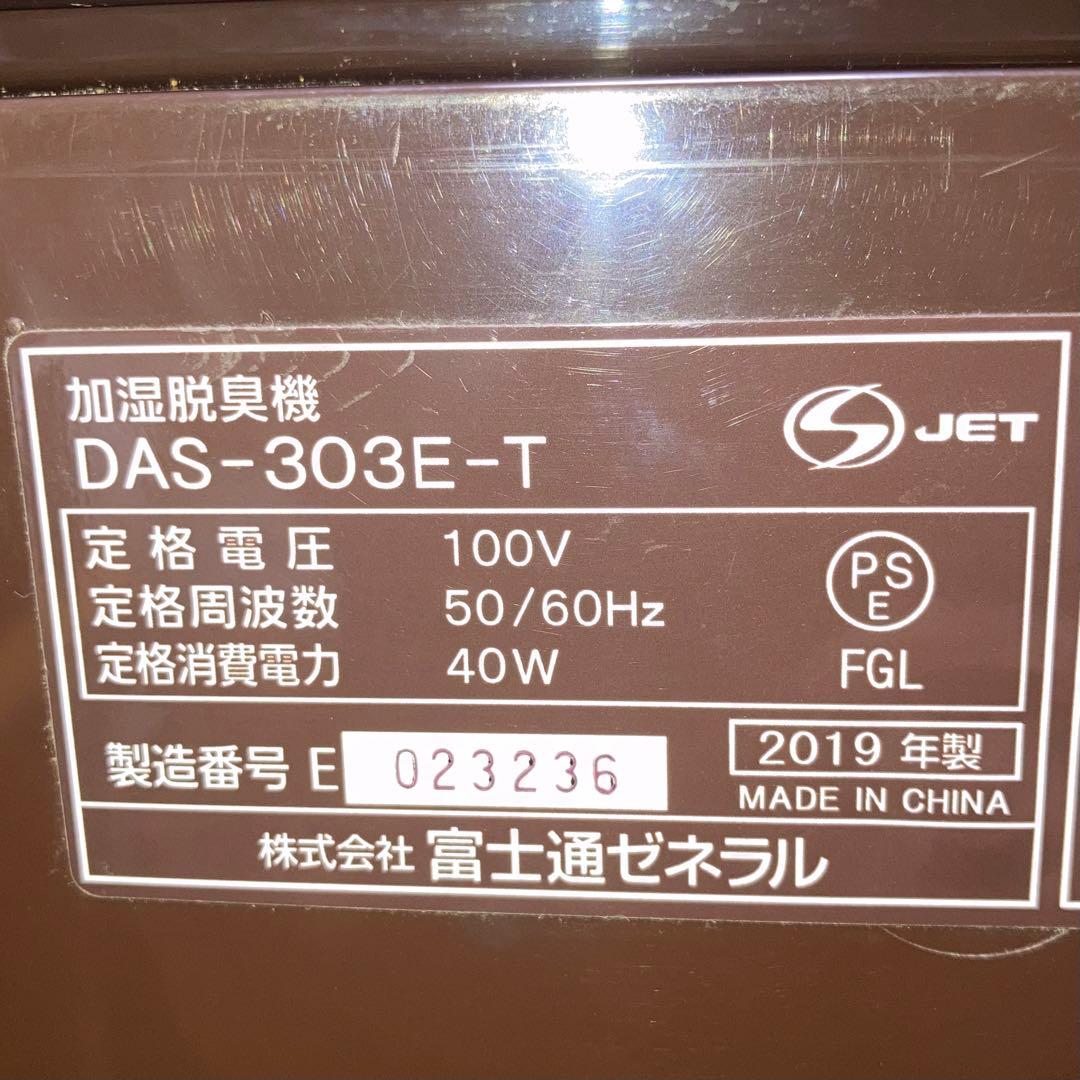 加湿脱臭機
DAS-303E-T
S JET
定格電圧 100V
定格周波数 50/60Hz
定格消費電力 40W
PS
E
FGL
製造番号 E 023236
2019 年製
MADE IN CHINA
株式会社 富士通ゼネラル